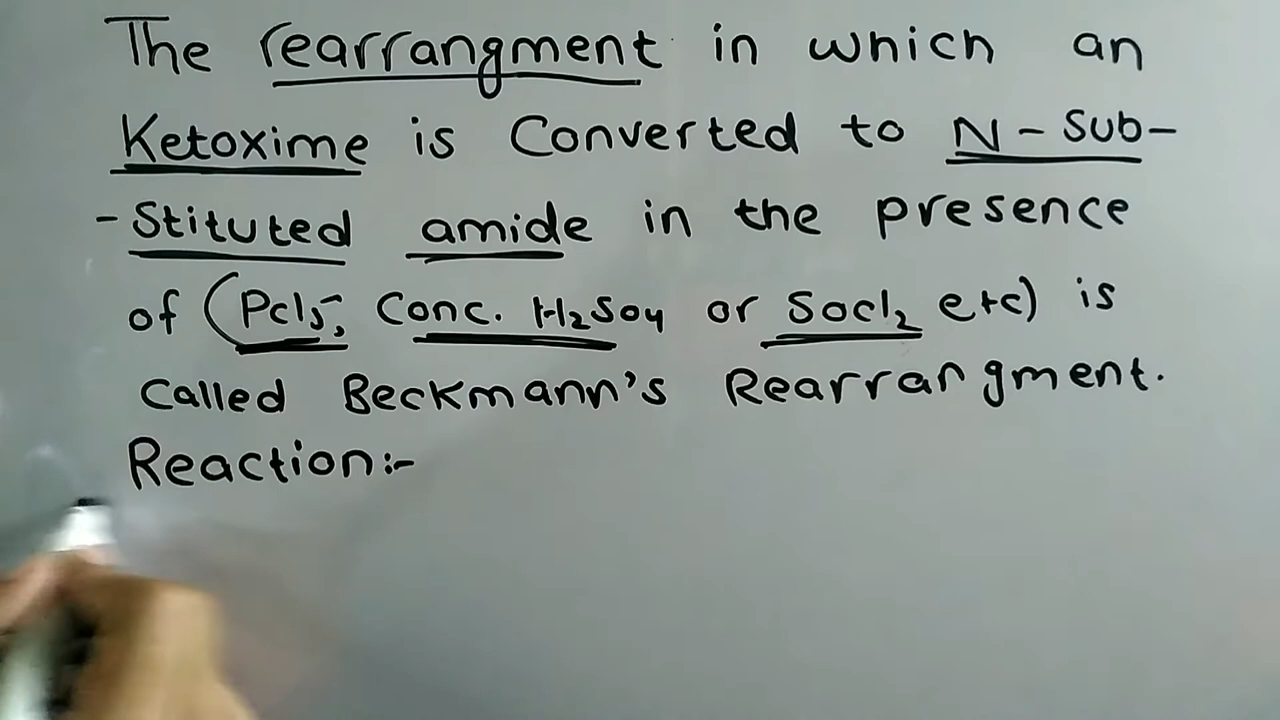 The rearrangment in which an
Ketoxime is Converted to N-Sub-
-Stituted amide in the presence
of (Pcl5, Conc. H2So4 or Socl2 etc) is
Called Beckmann's Rearrangment.
Reaction:-